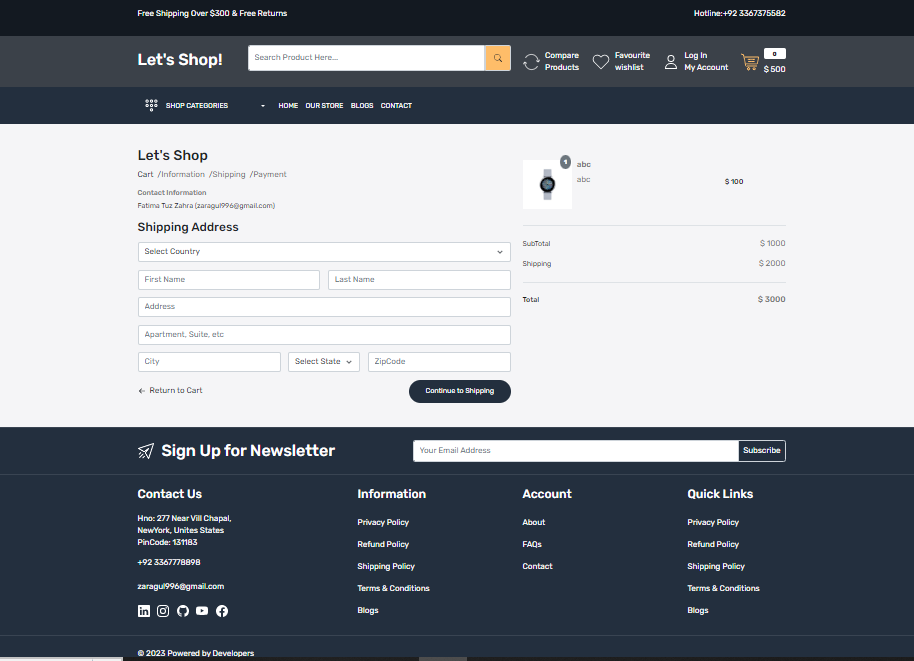 Free Shipping Over $300 & Free Returns
Hotline:+92 3367375582
Let's Shop!
Search Product Here...
Compare Products
Favourite wishlist
Log In My Account
0
$ 500
SHOP CATEGORIES
HOME OUR STORE BLOGS CONTACT
Let's Shop
Cart /Information /Shipping /Payment
Contact Information
Fatima Tuz Zahra (zaragul996@gmail.com)
Shipping Address
Select Country
First Name
Last Name
Address
Apartment, Suite, etc
City
Select State
ZipCode
Return to Cart
Continue to Shipping
1
abc
abc
$ 100
SubTotal $ 1000
Shipping $ 2000
Total $ 3000
Sign Up for Newsletter
Your Email Address
Subscribe
Contact Us
Hno: 277 Near Vill Chapal,
NewYork, Unites States
PinCode: 131183
+92 3367778898
zaragul996@gmail.com
Information
Privacy Policy
Refund Policy
Shipping Policy
Terms & Conditions
Blogs
Account
About
FAQs
Contact
Quick Links
Privacy Policy
Refund Policy
Shipping Policy
Terms & Conditions
Blogs
© 2023 Powered by Developers